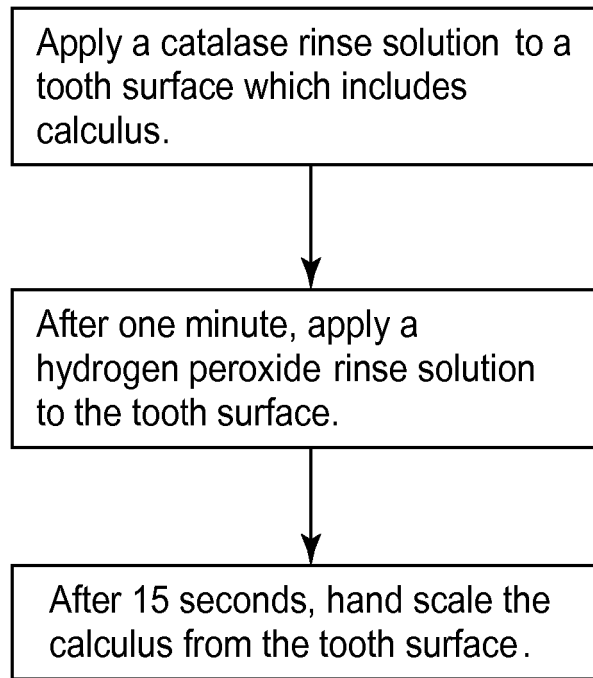 Apply a catalase rinse solution to a
tooth surface which includes
calculus.
After one minute, apply a
hydrogen peroxide rinse solution
to the tooth surface.
After 15 seconds, hand scale the
calculus from the tooth surface.